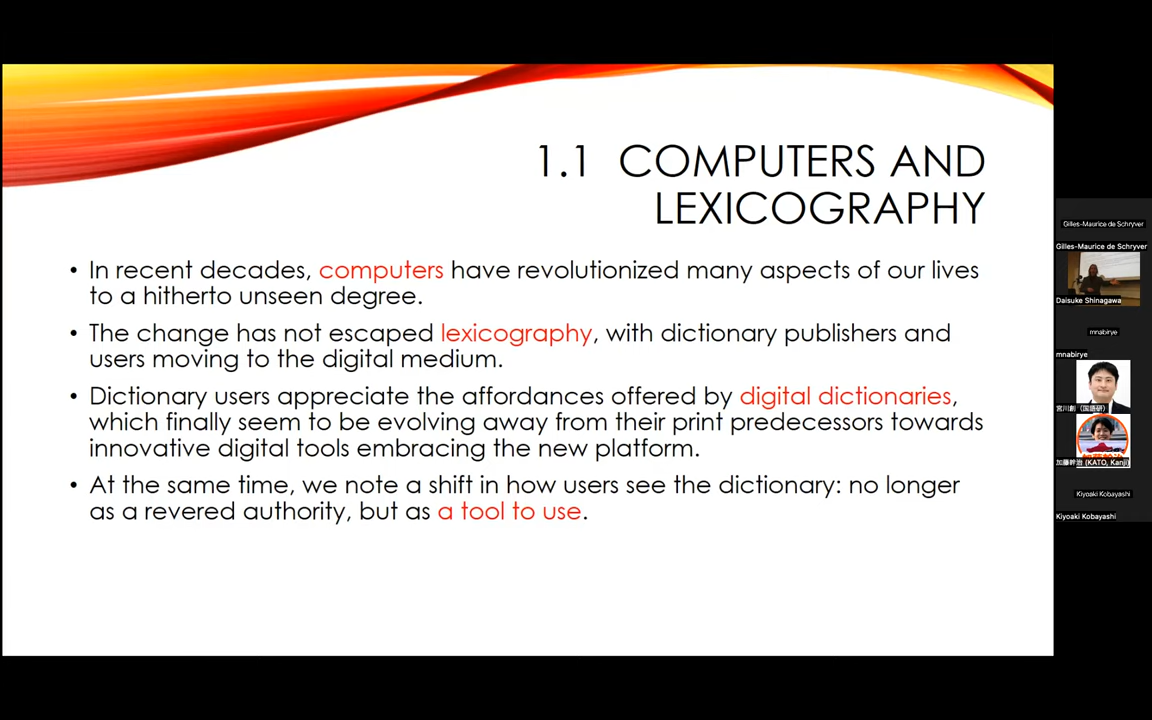 1.1 COMPUTERS AND
LEXICOGRAPHY
• In recent decades, computers have revolutionized many aspects of our lives
to a hitherto unseen degree.
• The change has not escaped lexicography, with dictionary publishers and
users moving to the digital medium.
• Dictionary users appreciate the affordances offered by digital dictionaries,
which finally seem to be evolving away from their print predecessors towards
innovative digital tools embracing the new platform.
• At the same time, we note a shift in how users see the dictionary: no longer
as a revered authority, but as a tool to use.
Gilles-Maurice de Schryver
Gilles-Maurice de Schryver
Daisuke Shinagawa
mnabirye
mnabirye
宮川創（国語研）
加藤幹治 (KATO, Kanji)
Kiyoaki Kobayashi
Kiyoaki Kobayashi